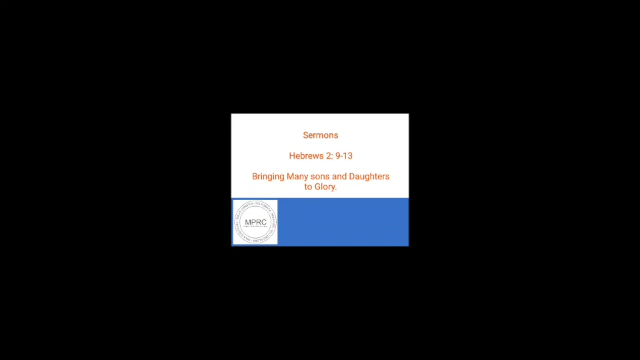 Sermons
Hebrews 2: 9-13
Bringing Many sons and Daughters
to Glory.
MPRC